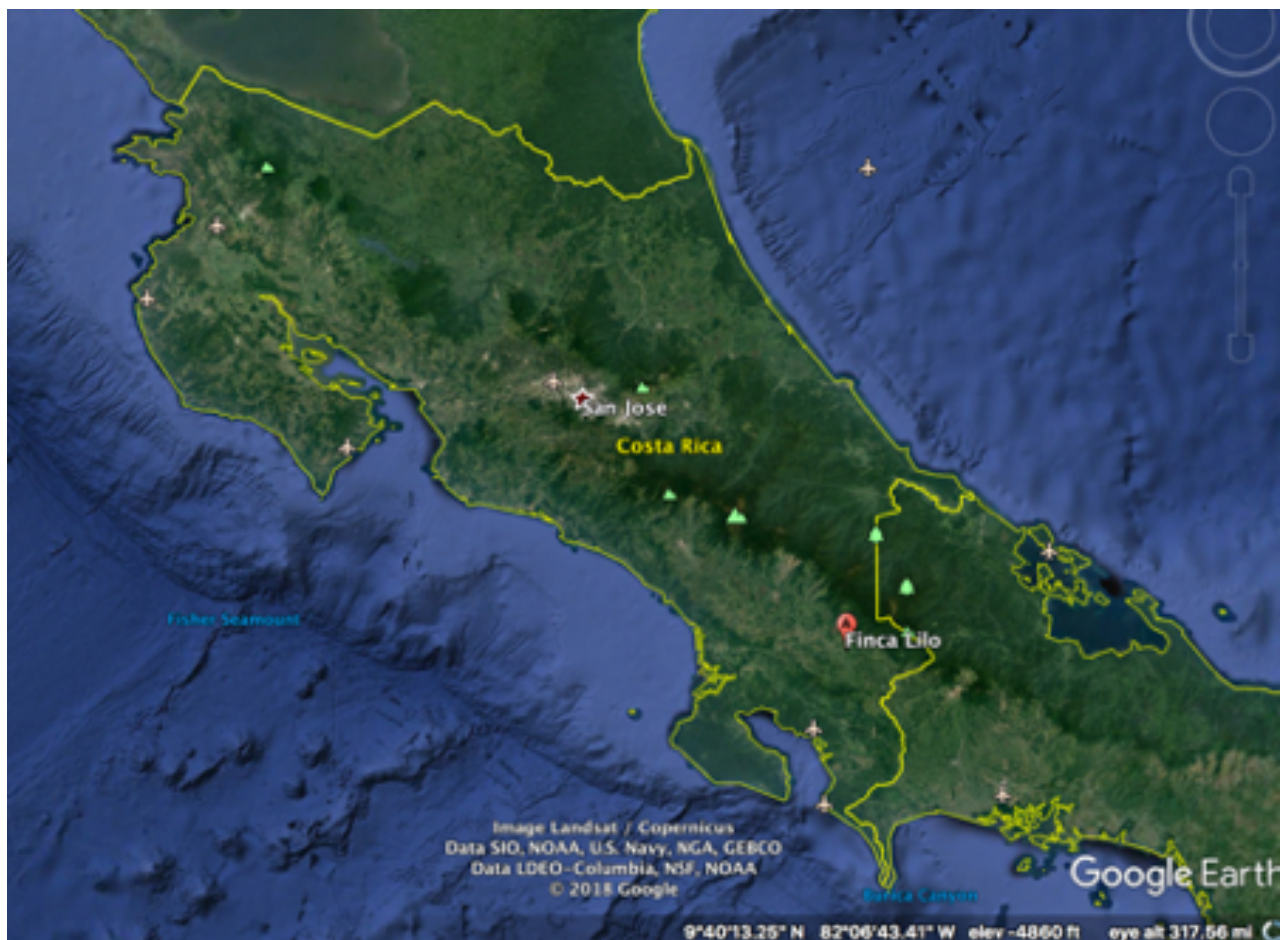 San Jose
Costa Rica
Fisher Seamount
Finca Lilo
Image Landsat / Copernicus
Data SIO, NOAA, U.S. Navy, NGA, GEBCO
Data LDEO-Columbia, NSF, NOAA
© 2018 Google
Google Earth
Burica Canyon
9°40'13.25" N 82°06'43.41" W elev -4860 ft eye alt 317.56 mi